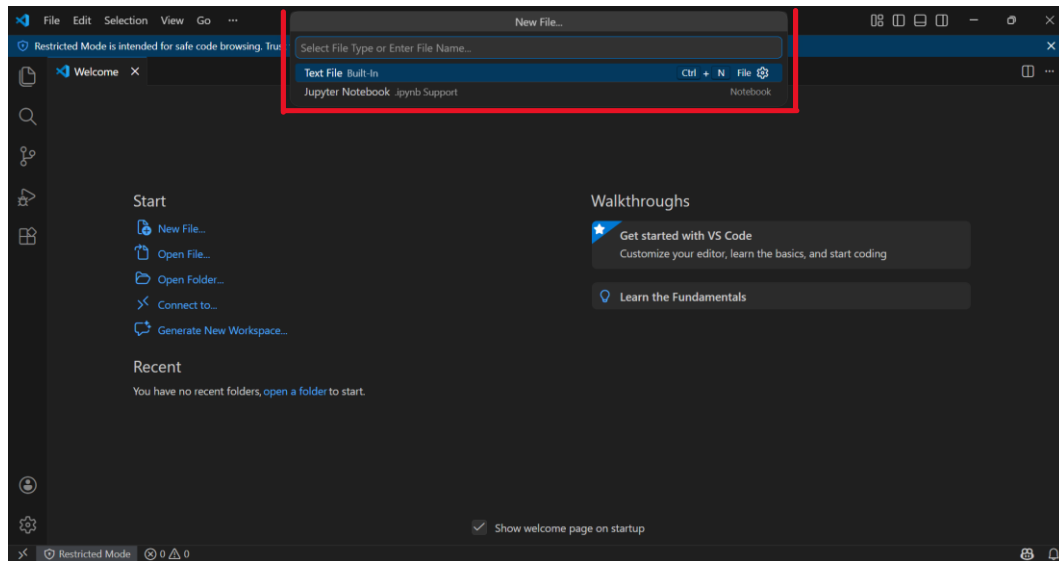 File Edit Selection View Go ···
New File...
Restricted Mode is intended for safe code browsing.
Select File Type or Enter File Name...
Welcome
Text File Built-In Ctrl + N File
Jupyter Notebook .ipynb Support Notebook
Start
New File...
Open File...
Open Folder...
Connect to...
Generate New Workspace...
Recent
You have no recent folders, open a folder to start.
Walkthroughs
Get started with VS Code
Customize your editor, learn the basics, and start coding
Learn the Fundamentals
Show welcome page on startup
Restricted Mode 0 0